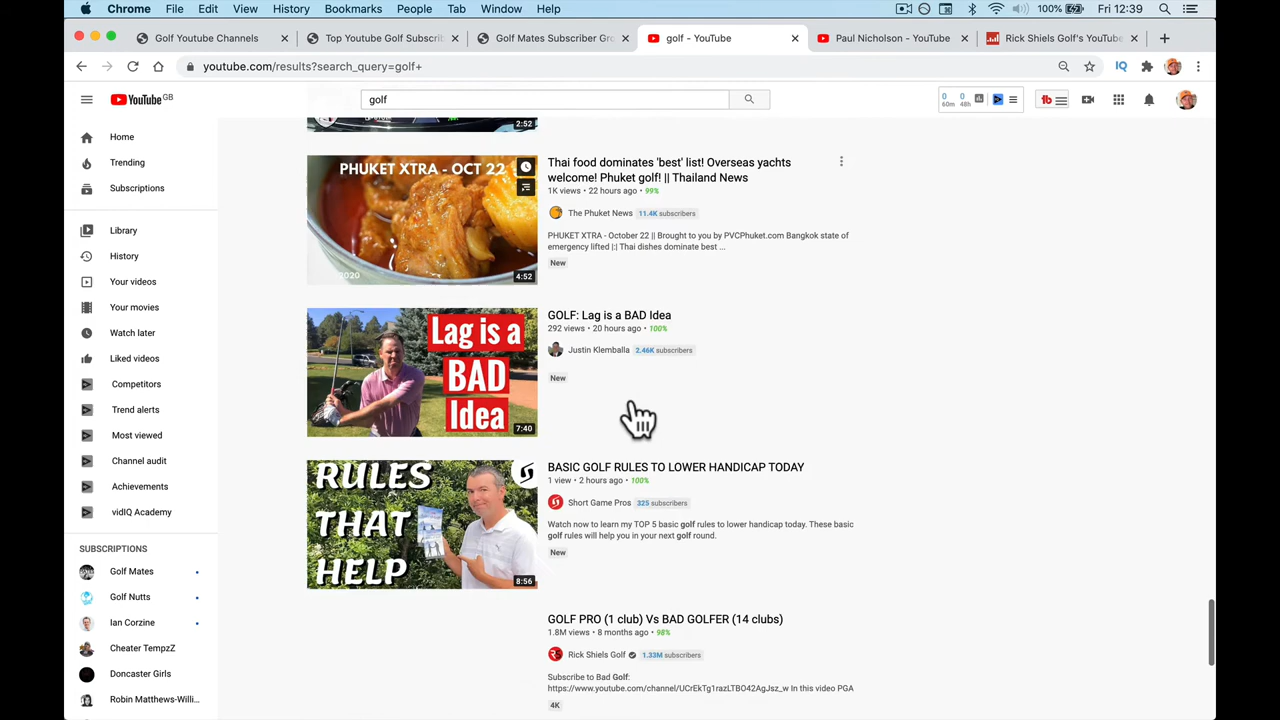 Chrome File Edit View History Bookmarks People Tab Window Help 100% Fri 12:39
Golf Youtube Channels Top Youtube Golf Subscrib Golf Mates Subscriber Gro golf - YouTube Paul Nicholson - YouTube Rick Shiels Golf's YouTube
youtube.com/results?search_query=golf+
YouTube GB
golf
0 0
60m 48h
Home
Trending
Subscriptions
Library
History
Your videos
Your movies
Watch later
Liked videos
Competitors
Trend alerts
Most viewed
Channel audit
Achievements
vidIQ Academy
SUBSCRIPTIONS
Golf Mates
Golf Nutts
Ian Corzine
Cheater TempzZ
Doncaster Girls
Robin Matthews-Willi...
2:52
PHUKET XTRA - OCT 22
2020
4:52
Thai food dominates 'best' list! Overseas yachts
welcome! Phuket golf! || Thailand News
1K views • 22 hours ago • 99%
The Phuket News 11.4K subscribers
PHUKET XTRA - October 22 || Brought to you by PVCPhuket.com Bangkok state of
emergency lifted |:| Thai dishes dominate best ...
New
Lag is a
BAD
Idea
7:40
GOLF: Lag is a BAD Idea
292 views • 20 hours ago • 100%
Justin Klemballa 2.46K subscribers
New
RULES
THAT
HELP
8:56
BASIC GOLF RULES TO LOWER HANDICAP TODAY
1 view • 2 hours ago • 100%
Short Game Pros 325 subscribers
Watch now to learn my TOP 5 basic golf rules to lower handicap today. These basic
golf rules will help you in your next golf round.
New
GOLF PRO (1 club) Vs BAD GOLFER (14 clubs)
1.8M views • 8 months ago • 98%
Rick Shiels Golf 1.33M subscribers
Subscribe to Bad Golf:
https://www.youtube.com/channel/UCrEkTg1razLTBO42AgJsz_w In this video PGA
4K